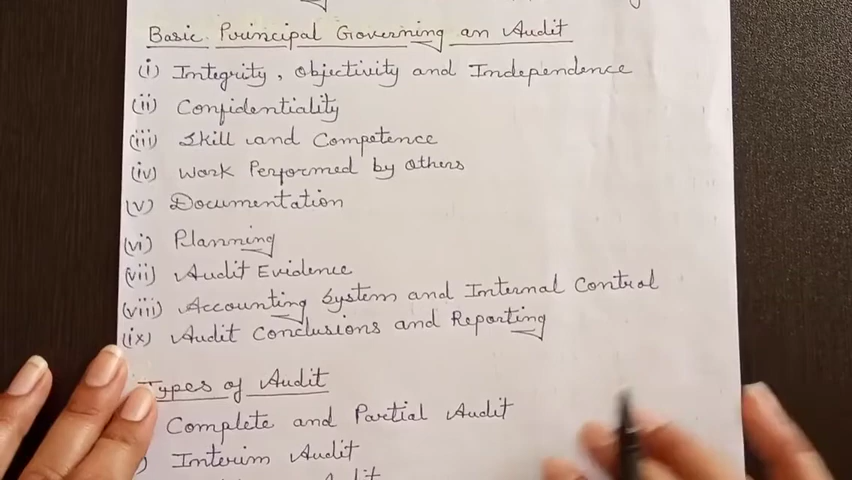 Basic Principal Governing an Audit
(i) Integrity, Objectivity and Independence
(ii) Confidentiality
(iii) Skill and Competence
(iv) Work Performed by Others
(v) Documentation
(vi) Planning
(vii) Audit Evidence
(viii) Accounting System and Internal Control
(ix) Audit Conclusions and Reporting
Types of Audit
Complete and Partial Audit
) Interim Audit
Audit